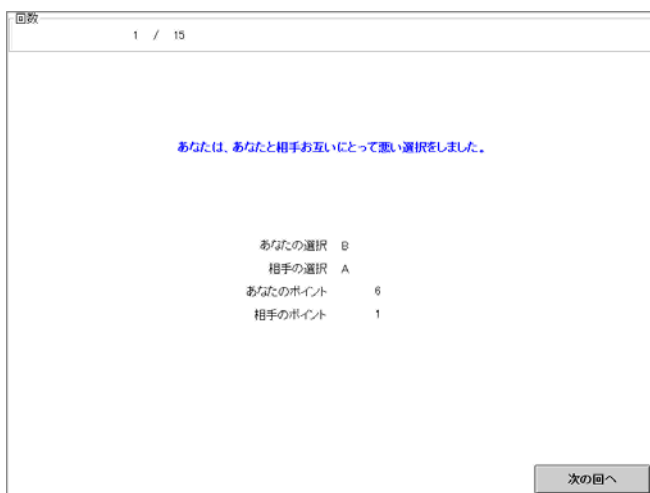 回数
1 / 15
あなたは、あなたと相手お互いにとって悪い選択をしました。
あなたの選択 B
相手の選択 A
あなたのポイント 6
相手のポイント 1
次の回へ